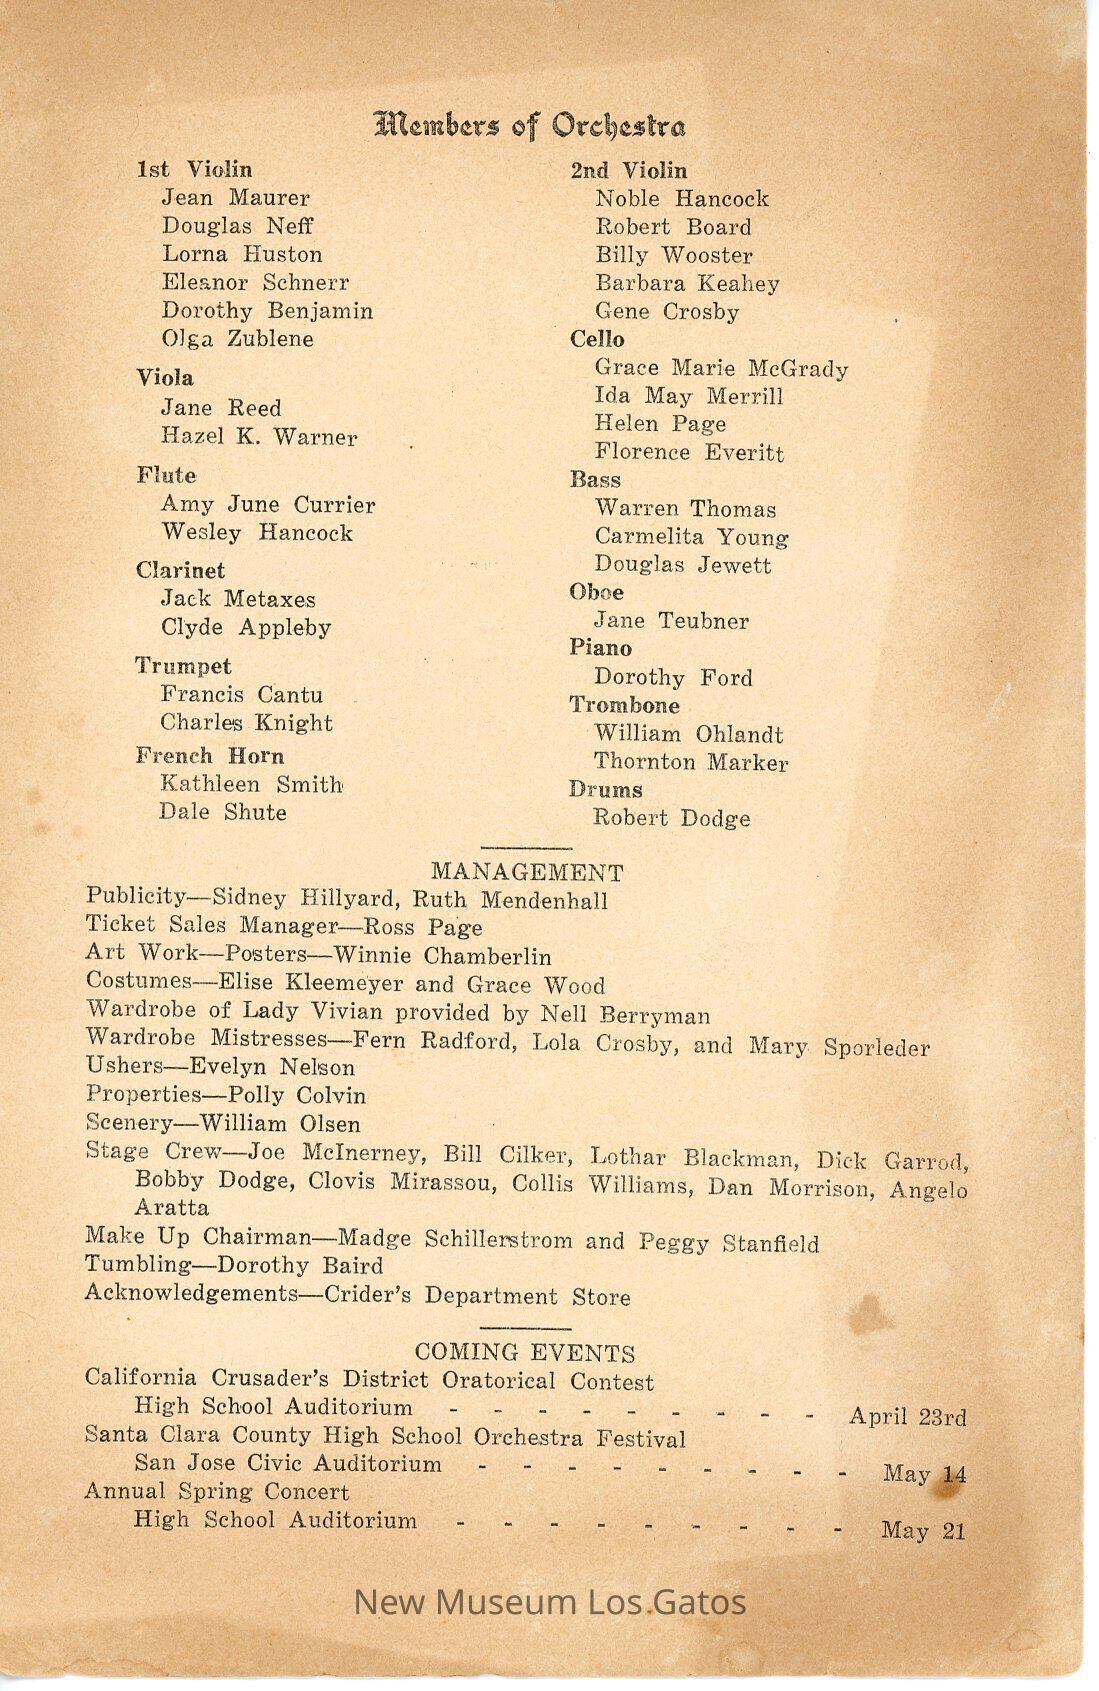 Members of Orchestra
1st Violin
Jean Maurer
Douglas Neff
Lorna Huston
Eleanor Schnerr
Dorothy Benjamin
Olga Zublene
Viola
Jane Reed
Hazel K. Warner
Flute
Amy June Currier
Wesley Hancock
Clarinet
Jack Metaxes
Clyde Appleby
Trumpet
Francis Cantu
Charles Knight
French Horn
Kathleen Smith
Dale Shute
2nd Violin
Noble Hancock
Robert Board
Billy Wooster
Barbara Keahey
Gene Crosby
Cello
Grace Marie McGrady
Ida May Merrill
Helen Page
Florence Everitt
Bass
Warren Thomas
Carmelita Young
Douglas Jewett
Oboe
Jane Teubner
Piano
Dorothy Ford
Trombone
William Ohlandt
Thornton Marker
Drums
Robert Dodge
MANAGEMENT
Publicity—Sidney Hillyard, Ruth Mendenhall
Ticket Sales Manager—Ross Page
Art Work—Posters—Winnie Chamberlin
Costumes—Elise Kleemeyer and Grace Wood
Wardrobe of Lady Vivian provided by Nell Berryman
Wardrobe Mistresses—Fern Radford, Lola Crosby, and Mary Sporleder
Ushers—Evelyn Nelson
Properties—Polly Colvin
Scenery—William Olsen
Stage Crew—Joe McInerney, Bill Cilker, Lothar Blackman, Dick Garrod,
Bobby Dodge, Clovis Mirassou, Collis Williams, Dan Morrison, Angelo
Aratta
Make Up Chairman—Madge Schillerstrom and Peggy Stanfield
Tumbling—Dorothy Baird
Acknowledgements—Crider's Department Store
COMING EVENTS
California Crusader's District Oratorical Contest
High School Auditorium - - - - - - - - - April 23rd
Santa Clara County High School Orchestra Festival
San Jose Civic Auditorium - - - - - - - - - May 14
Annual Spring Concert
High School Auditorium - - - - - - - - - May 21
New Museum Los Gatos